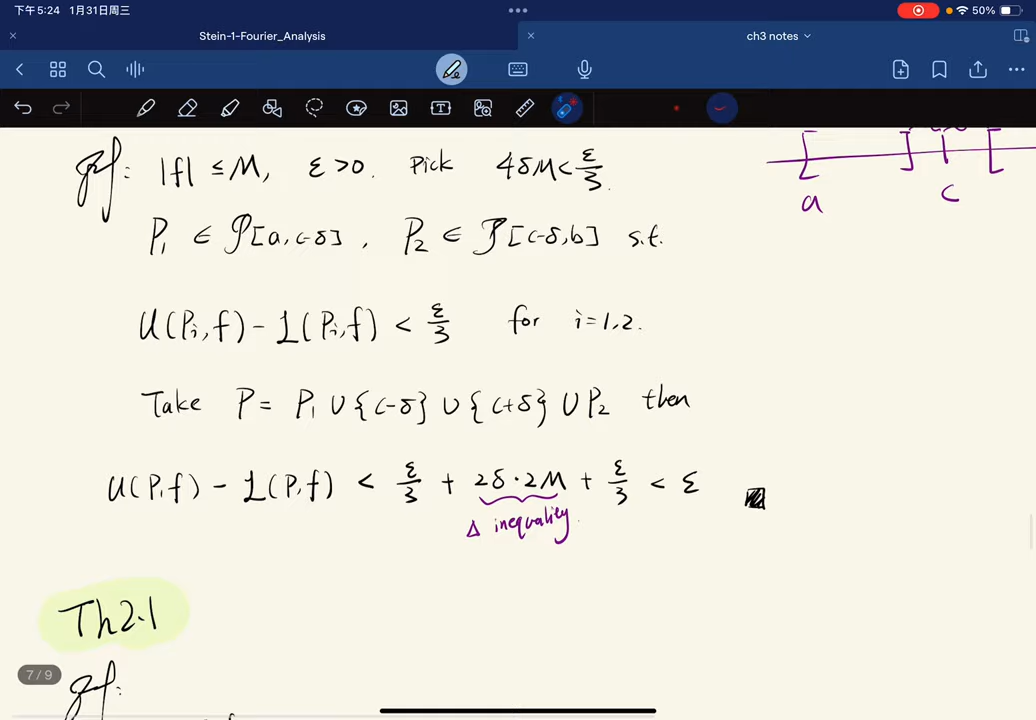 下午5:24 1月31日周三
50%
Stein-1-Fourier_Analysis
ch3 notes
pf: |f| ≤ M, ε > 0. Pick 4δM < ε/3.
a
c
P₁ ∈ 𝒫[a, c-δ], P₂ ∈ 𝒫[c-δ, b] s.t.
U(Pᵢ, f) - L(Pᵢ, f) < ε/3 for i=1,2.
Take P = P₁ ∪ {c-δ} ∪ {c+δ} ∪ P₂ then
U(P, f) - L(P, f) < ε/3 + 2δ · 2M + ε/3 < ε
Δ inequality
Th2.1
7 / 9
pf: